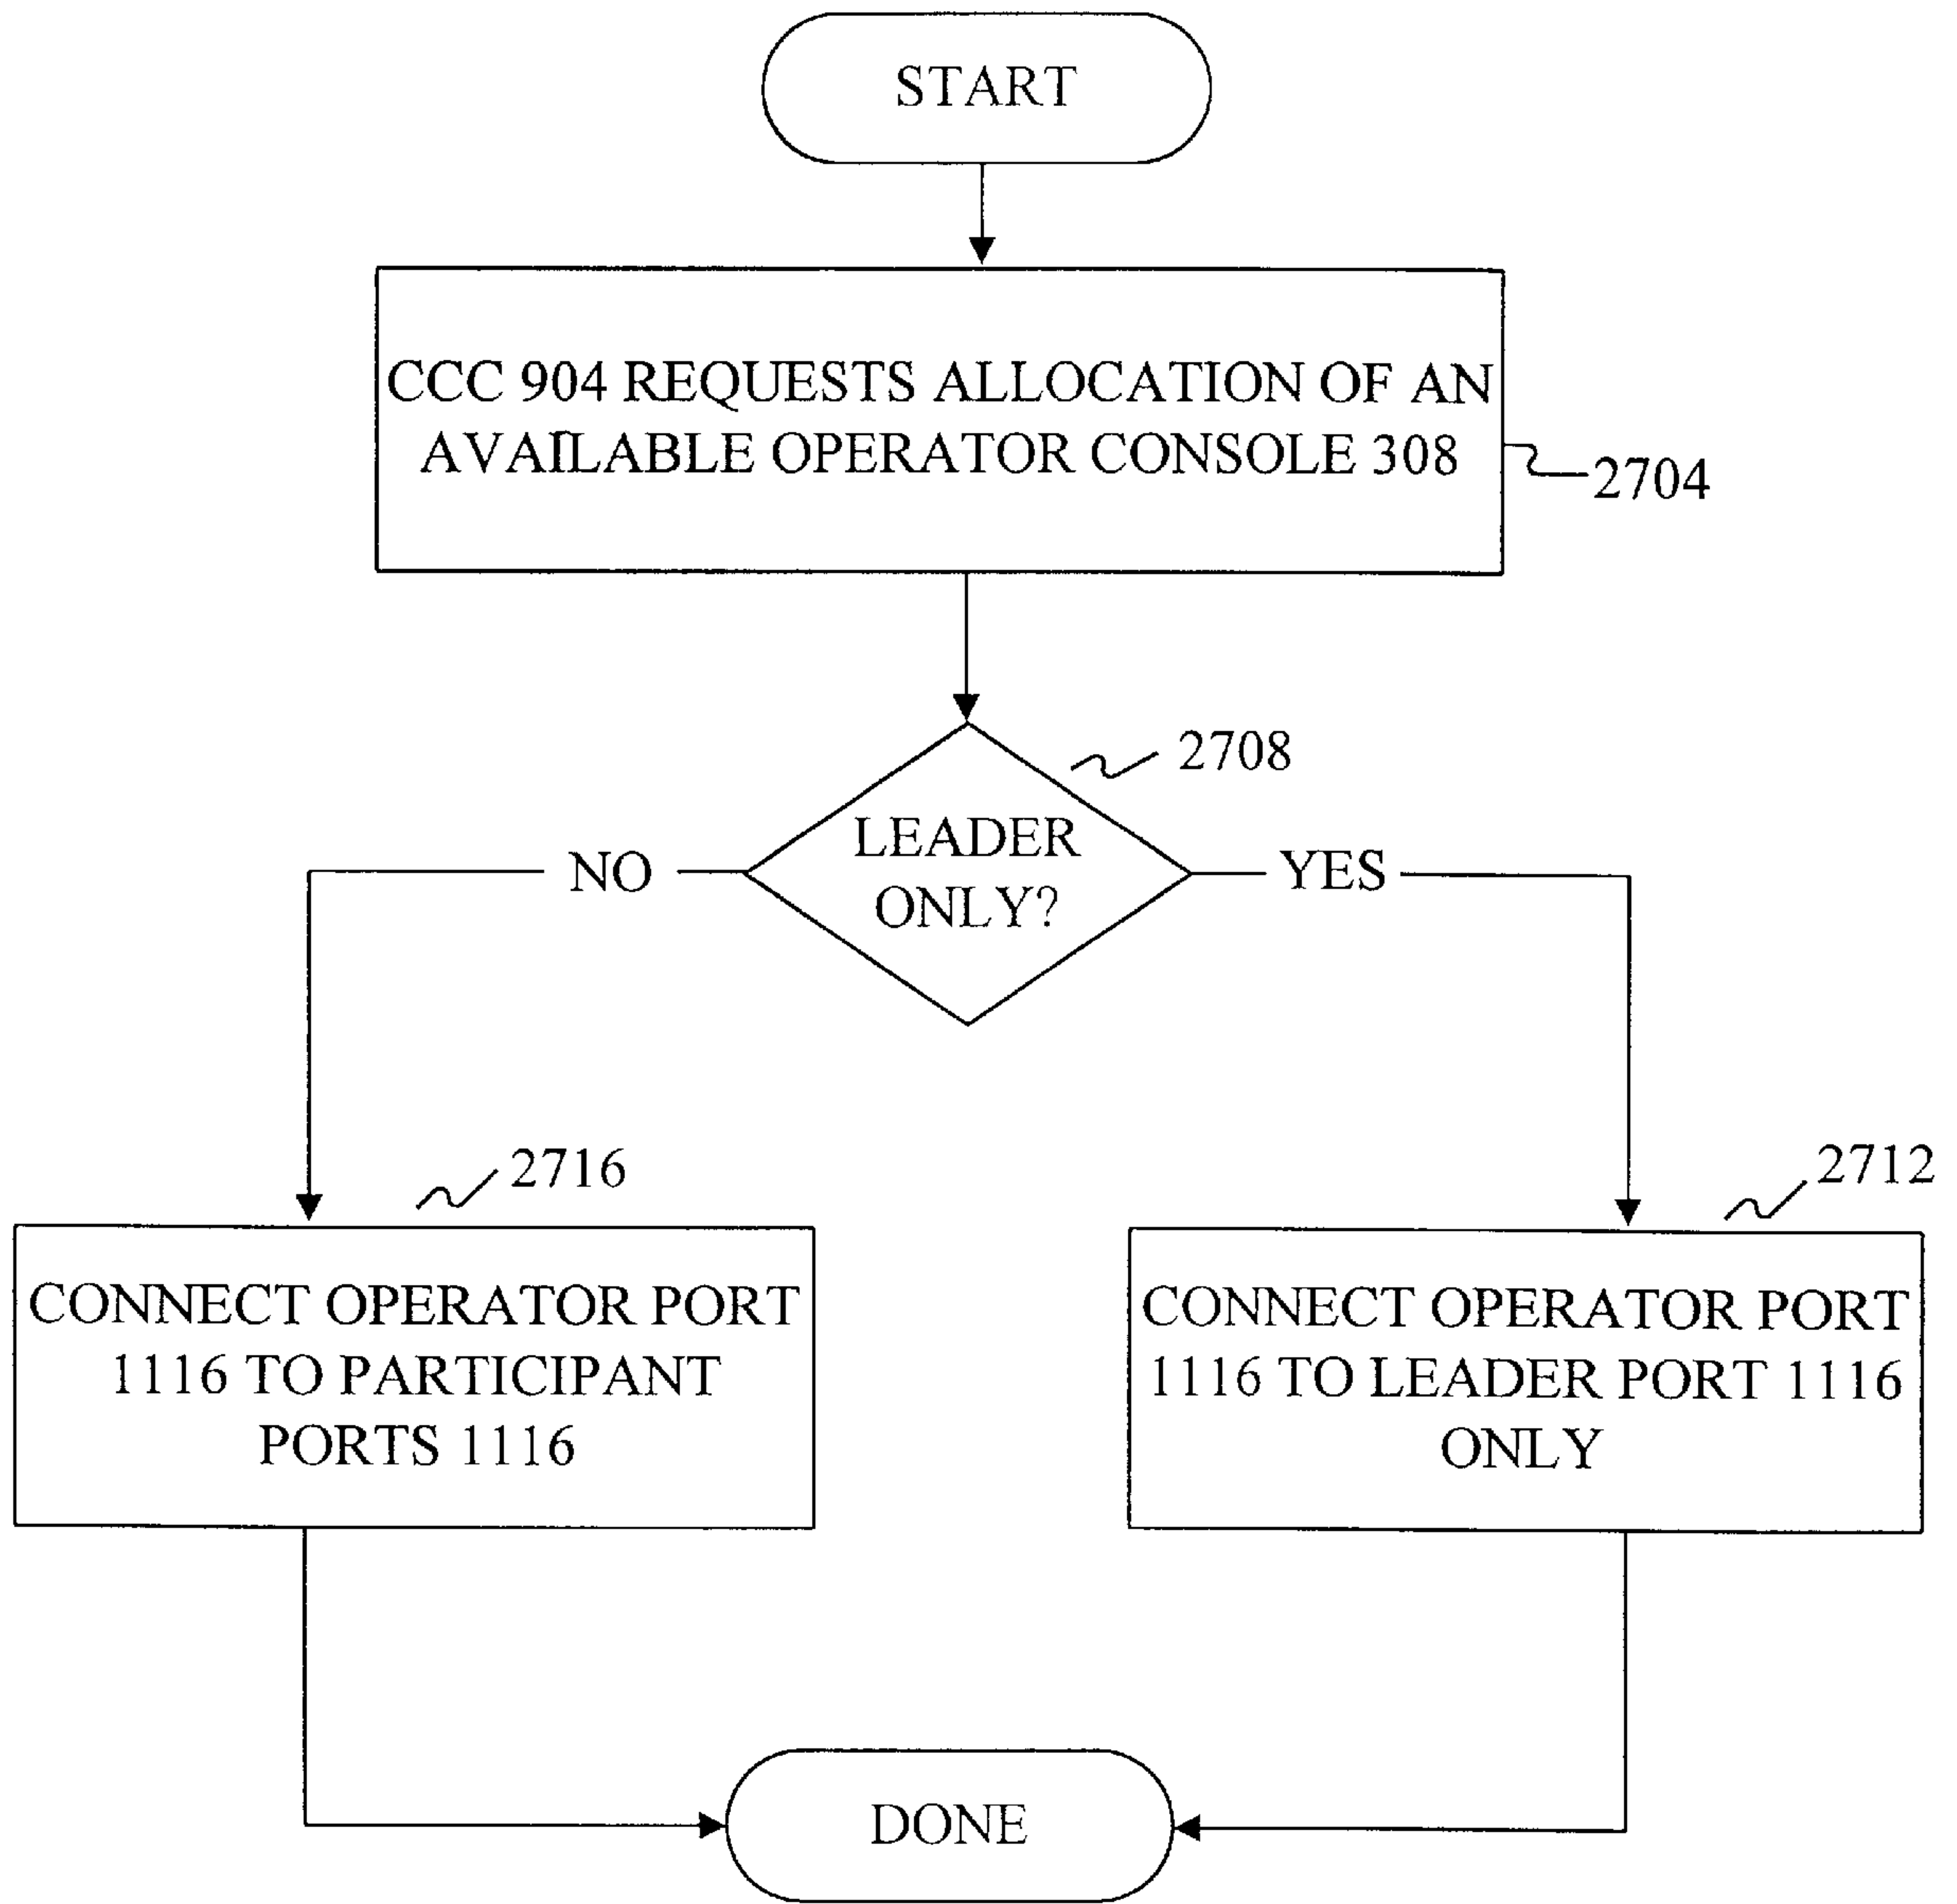 START
CCC 904 REQUESTS ALLOCATION OF AN
AVAILABLE OPERATOR CONSOLE 308
2704
2708
LEADER
ONLY?
NO
YES
2716
2712
CONNECT OPERATOR PORT
1116 TO PARTICIPANT
PORTS 1116
CONNECT OPERATOR PORT
1116 TO LEADER PORT 1116
ONLY
DONE